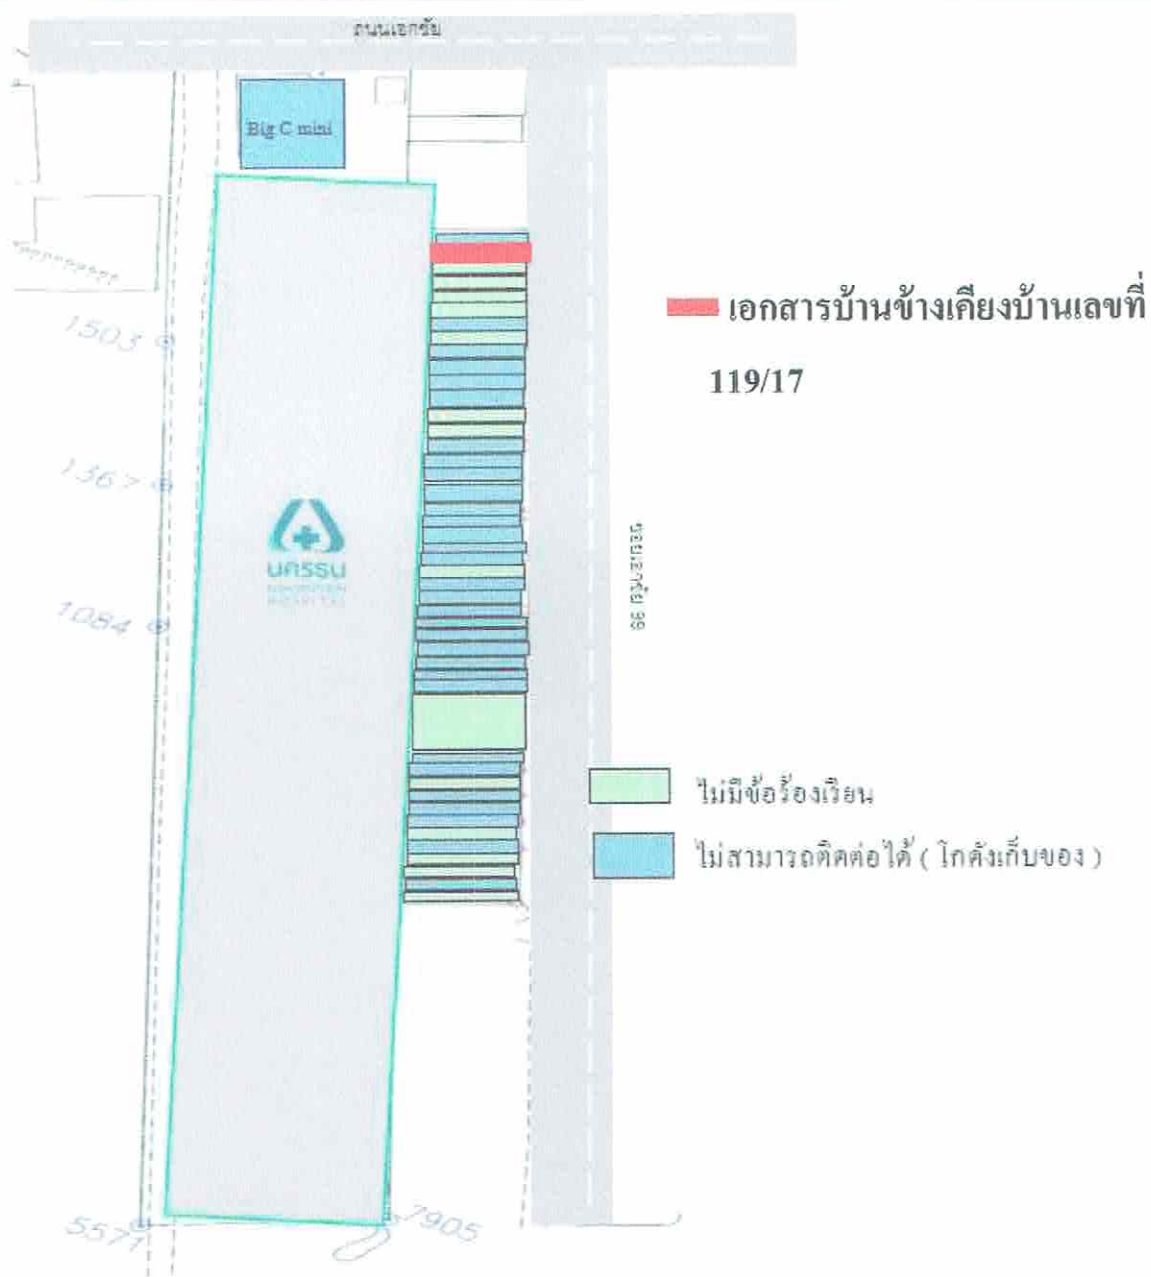 ถนนเอกชัย
Big C mini
1503
เอกสารบ้านข้างเคียงบ้านเลขที่
119/17
1367
นครธน
ซอยเอกชัย 99
1084
ไม่มีข้อร้องเรียน
ไม่สามารถติดต่อได้ ( โกดังเก็บของ )
5571
7905